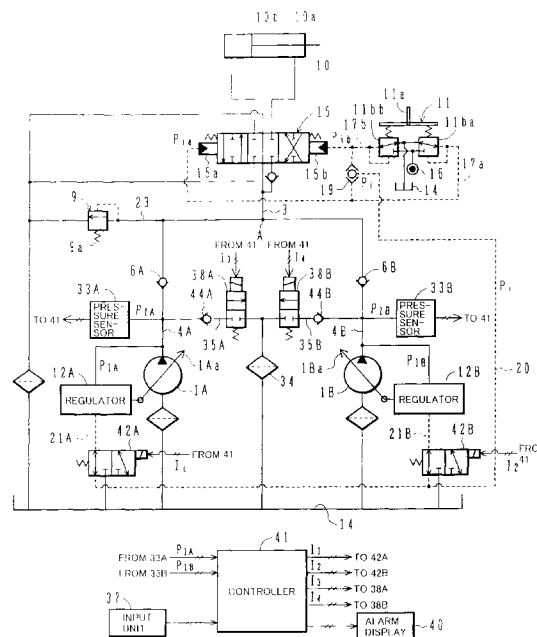 10b 10a
10
11a
11
15
11bb
17b
11ba
P1a
P1b
15a
15b
19
Pi
16
14
17a
9
23
9a
3
A
FROM 41
I3
FROM 41
I4
6A
38A
38B
6B
33A
44A
44B
33B
PRES-
SURE
SEN-
SOR
P2A
P2B
PRES-
SURE
SEN-
SOR
TO 41
TO 41
4A
35A
4B
35B
P1
P1A
1Aa
1Ba
P1B
20
12A
34
12B
REGULATOR
1A
1B
REGULATOR
21A
42A
21B
42B
FROM 41
I1
I2
14
41
FROM 33A
P1A
FROM 33B
P1B
CONTROLLER
I1
TO 42A
I2
TO 42B
I3
TO 38A
I4
TO 38B
37
INPUT
UNIT
ALARM
DISPLAY
40